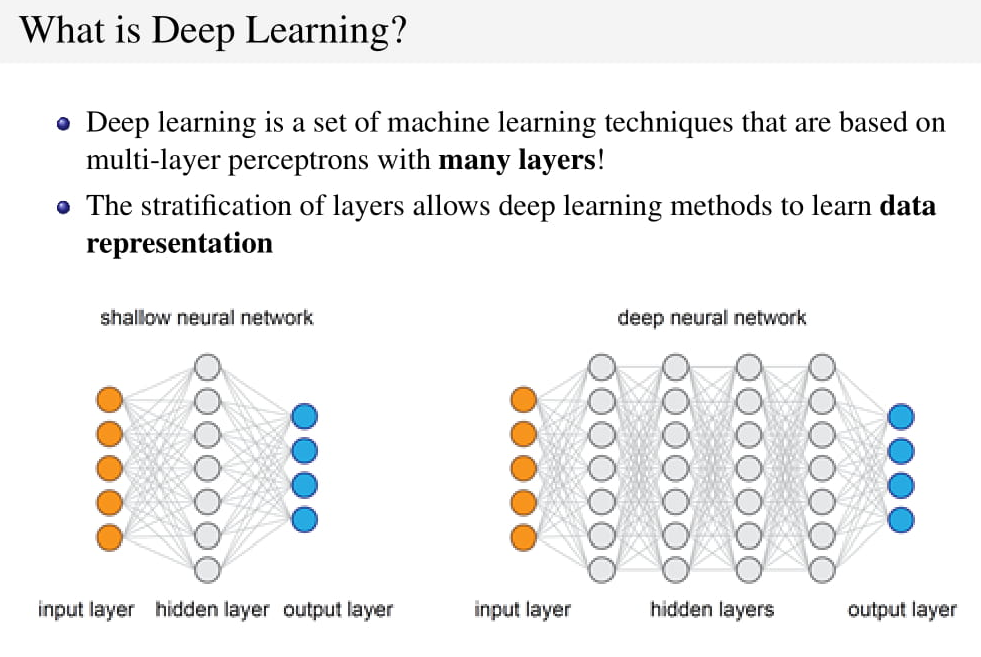 What is Deep Learning?
Deep learning is a set of machine learning techniques that are based on
multi-layer perceptrons with many layers!
The stratification of layers allows deep learning methods to learn data
representation
shallow neural network
deep neural network
input layer hidden layer output layer
input layer hidden layers output layer